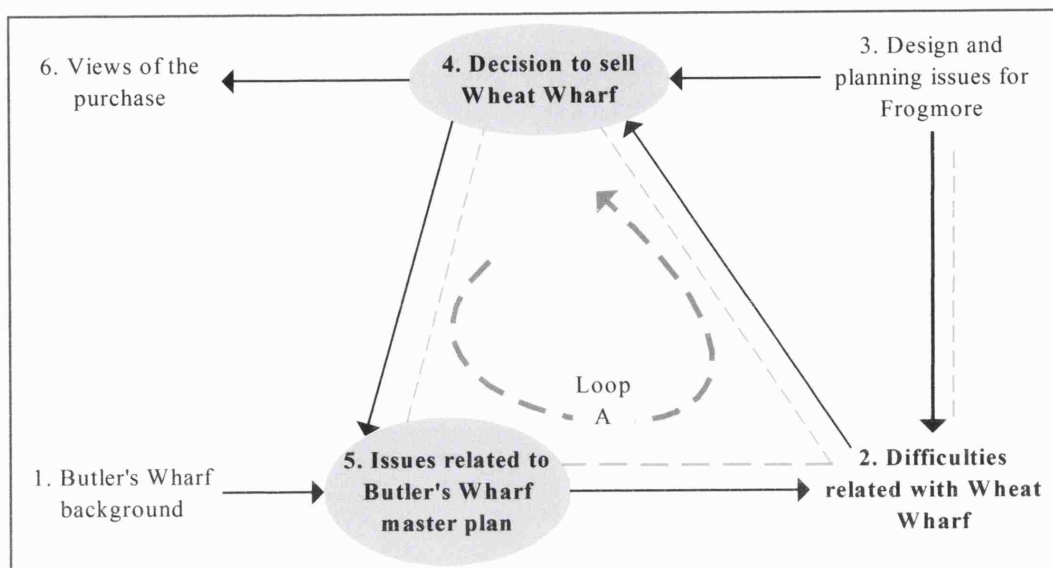 6. Views of the
purchase
4. Decision to sell
Wheat Wharf
3. Design and
planning issues for
Frogmore
Loop
A
1. Butler's Wharf
background
5. Issues related to
Butler's Wharf
master plan
2. Difficulties
related with Wheat
Wharf